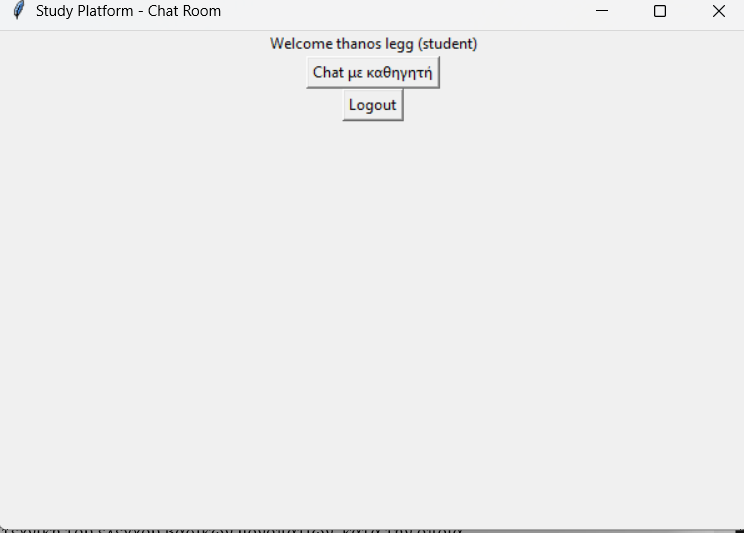 Study Platform - Chat Room
Welcome thanos legg (student)
Chat με καθηγητή
Logout